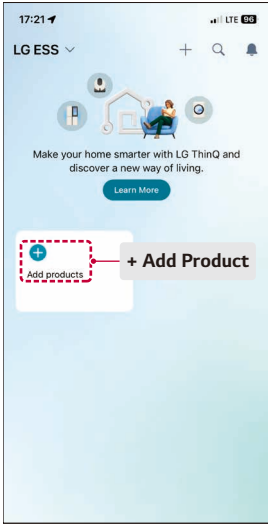 17:21 LTE 96
LG ESS
Make your home smarter with LG ThinQ and
discover a new way of living.
Learn More
Add products
+ Add Product